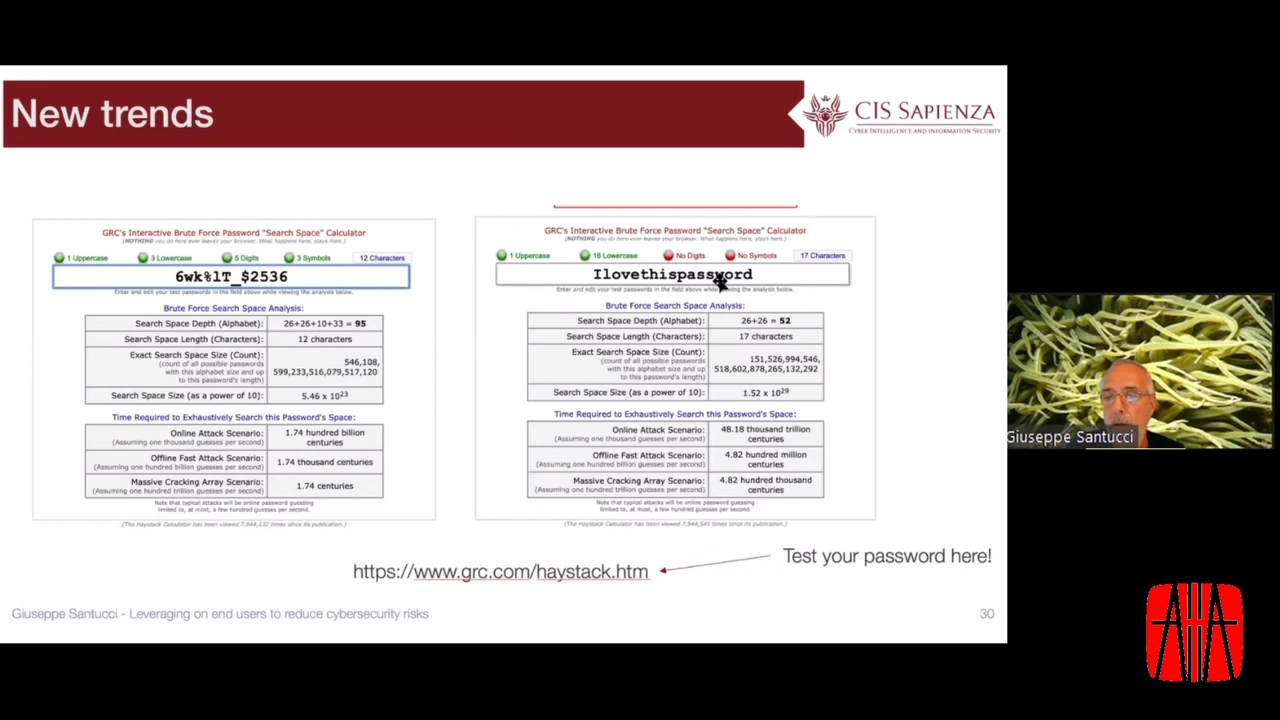 New trends
CIS SAPIENZA
CYBER INTELLIGENCE AND INFORMATION SECURITY
GRC's Interactive Brute Force Password "Search Space" Calculator
(NOTHING you do here ever leaves your browser. What happens here, stays here.)
1 Uppercase 3 Lowercase 5 Digits 3 Symbols 12 Characters
6wk%lT_$2536
Enter and edit your test passwords in the field above while viewing the analysis below.
Brute Force Search Space Analysis:
Search Space Depth (Alphabet): 26+26+10+33 = 95
Search Space Length (Characters): 12 characters
Exact Search Space Size (Count):
(count of all possible passwords
with this alphabet size and up
to this password's length)
546,108,
599,233,516,079,517,120
Search Space Size (as a power of 10): 5.46 x 10^23
Time Required to Exhaustively Search this Password's Space:
Online Attack Scenario:
(Assuming one thousand guesses per second)
1.74 hundred billion
centuries
Offline Fast Attack Scenario:
(Assuming one hundred billion guesses per second)
1.74 thousand centuries
Massive Cracking Array Scenario:
(Assuming one hundred trillion guesses per second)
1.74 centuries
Note that typical attacks will be online password guessing
limited to, at most, a few hundred guesses per second.
(The Haystack Calculator has been viewed 7,944,132 times since its publication.)
GRC's Interactive Brute Force Password "Search Space" Calculator
(NOTHING you do here ever leaves your browser. What happens here, stays here.)
1 Uppercase 16 Lowercase No Digits No Symbols 17 Characters
Ilovethispassword
Enter and edit your test passwords in the field above while viewing the analysis below.
Brute Force Search Space Analysis:
Search Space Depth (Alphabet): 26+26 = 52
Search Space Length (Characters): 17 characters
Exact Search Space Size (Count):
(count of all possible passwords
with this alphabet size and up
to this password's length)
151,526,994,546,
518,602,878,265,132,292
Search Space Size (as a power of 10): 1.52 x 10^29
Time Required to Exhaustively Search this Password's Space:
Online Attack Scenario:
(Assuming one thousand guesses per second)
48.18 thousand trillion
centuries
Offline Fast Attack Scenario:
(Assuming one hundred billion guesses per second)
4.82 hundred million
centuries
Massive Cracking Array Scenario:
(Assuming one hundred trillion guesses per second)
4.82 hundred thousand
centuries
Note that typical attacks will be online password guessing
limited to, at most, a few hundred guesses per second.
(The Haystack Calculator has been viewed 7,944,545 times since its publication.)
Test your password here!
https://www.grc.com/haystack.htm
Giuseppe Santucci - Leveraging on end users to reduce cybersecurity risks
30
Giuseppe Santucci